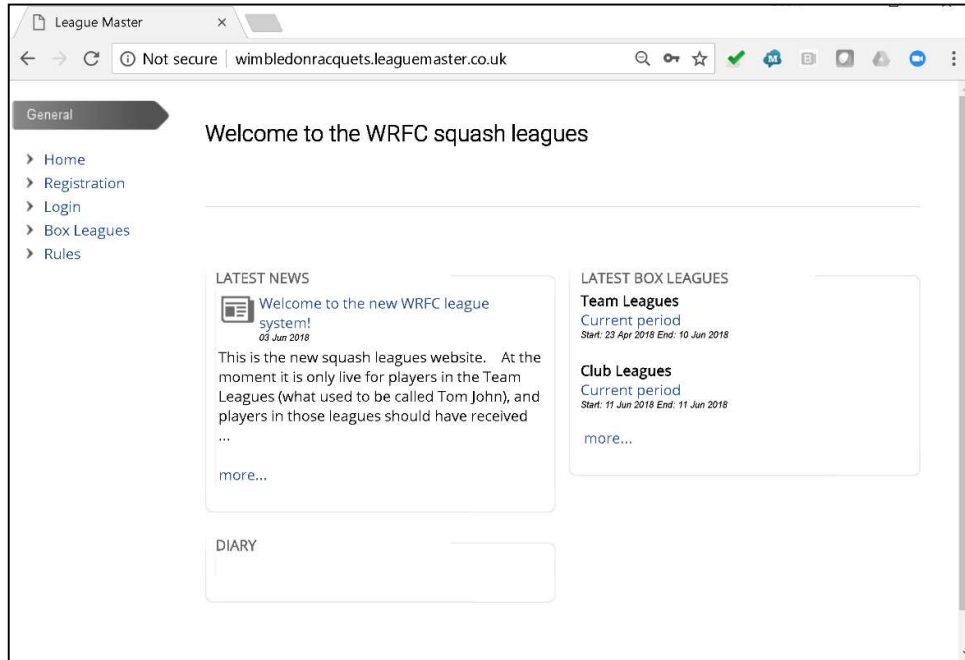 League Master
Not secure
wimbledonracquets.leaguemaster.co.uk
General
Home
Registration
Login
Box Leagues
Rules
Welcome to the WRFC squash leagues
LATEST NEWS
Welcome to the new WRFC league
system!
03 Jun 2018
This is the new squash leagues website. At the
moment it is only live for players in the Team
Leagues (what used to be called Tom John), and
players in those leagues should have received
...
more...
DIARY
LATEST BOX LEAGUES
Team Leagues
Current period
Start: 23 Apr 2018 End: 10 Jun 2018
Club Leagues
Current period
Start: 11 Jun 2018 End: 11 Jun 2018
more...